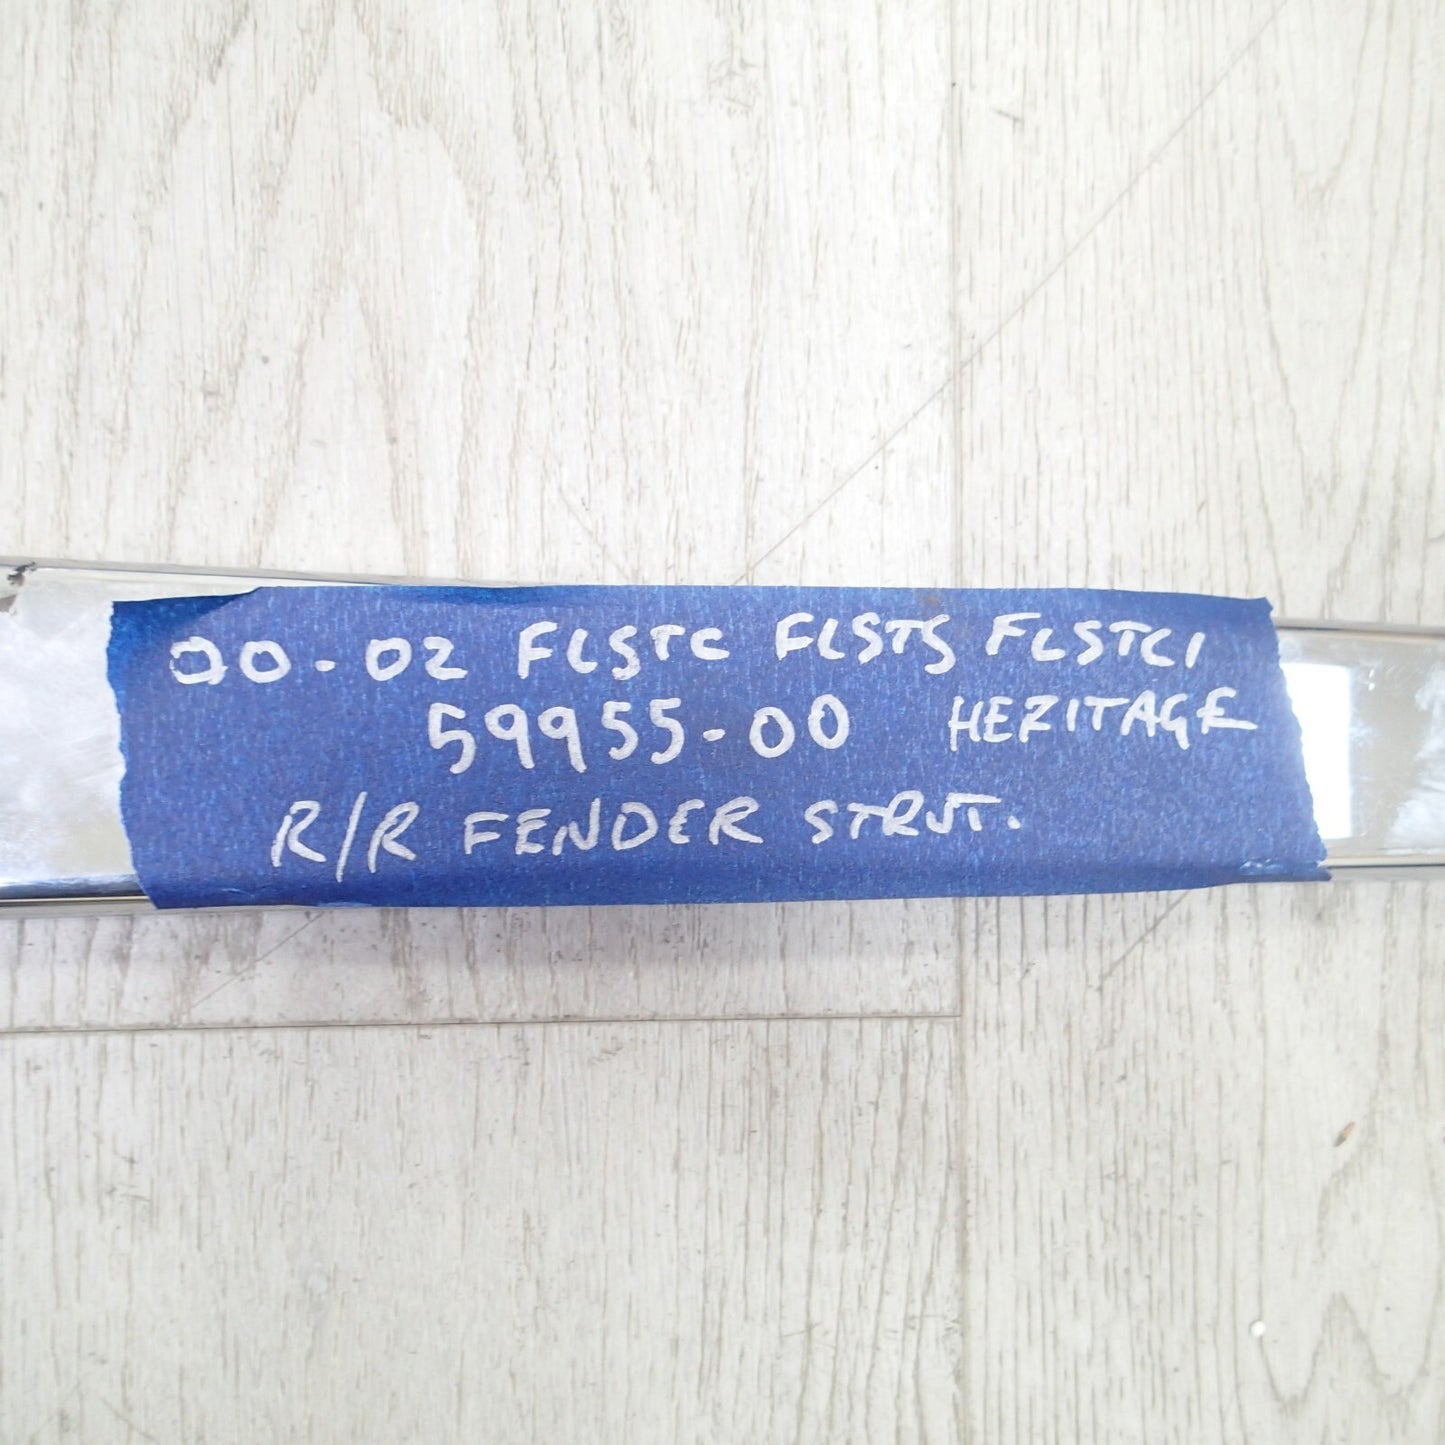 00-02 FLSTC FLSTS FLSTCI
59955-00 HERITAGE
R/R FENDER STRUT.